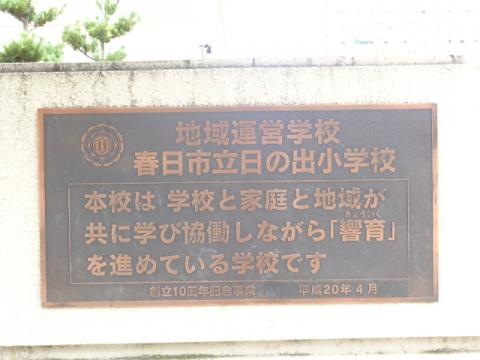 地域運営学校
春日市立日の出小学校
本校は 学校と家庭と地域が
きょういく
共に学び協働しながら「響育」
を進めている学校です
創立10周年記念事業 平成20年4月